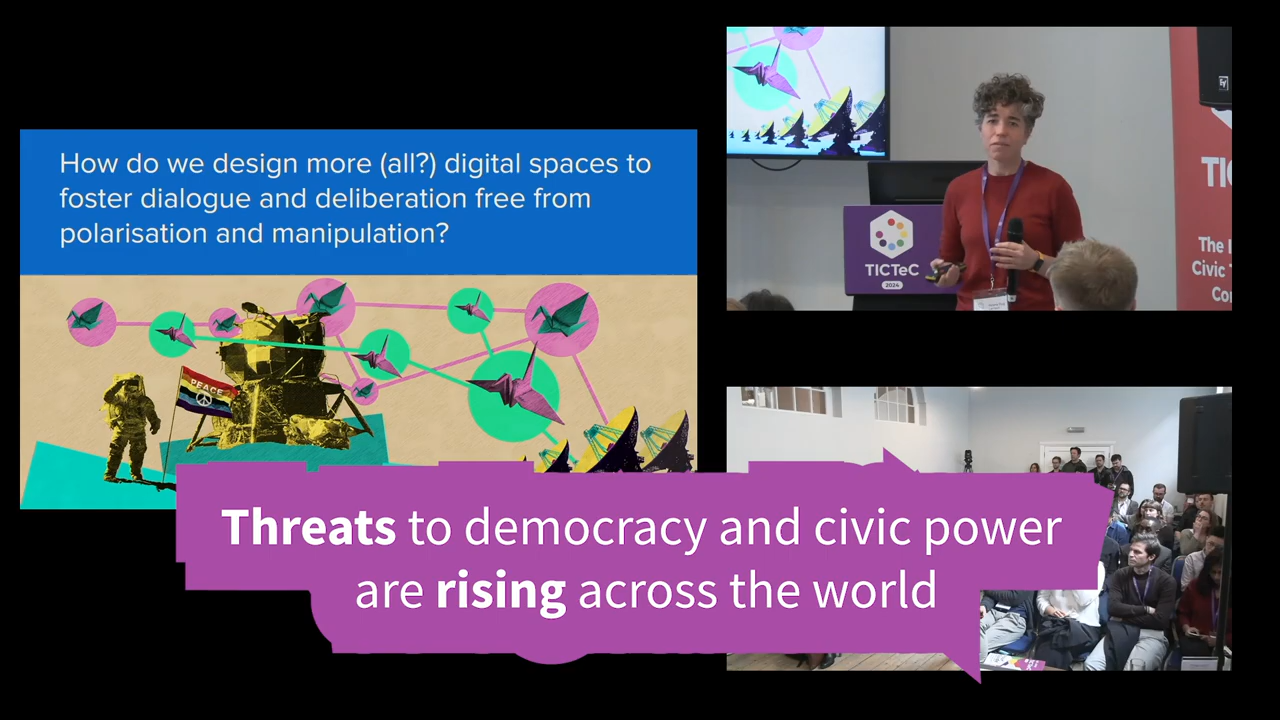 How do we design more (all?) digital spaces to
foster dialogue and deliberation free from
polarisation and manipulation?
PEACE
TICTeC
2024
EV
TIC
The I
Civic T
Co
Threats to democracy and civic power
are rising across the world